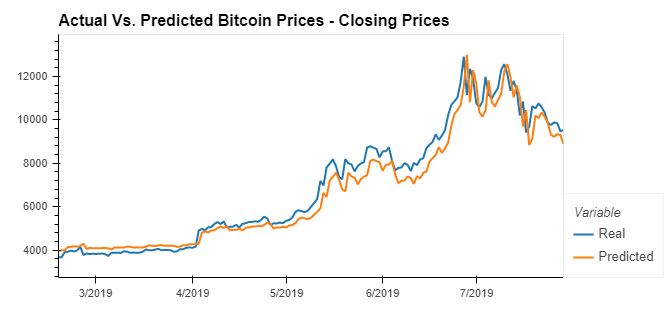 Actual Vs. Predicted Bitcoin Prices - Closing Prices
12000
10000
8000
6000
4000
3/2019 4/2019 5/2019 6/2019 7/2019
Variable
Real
Predicted